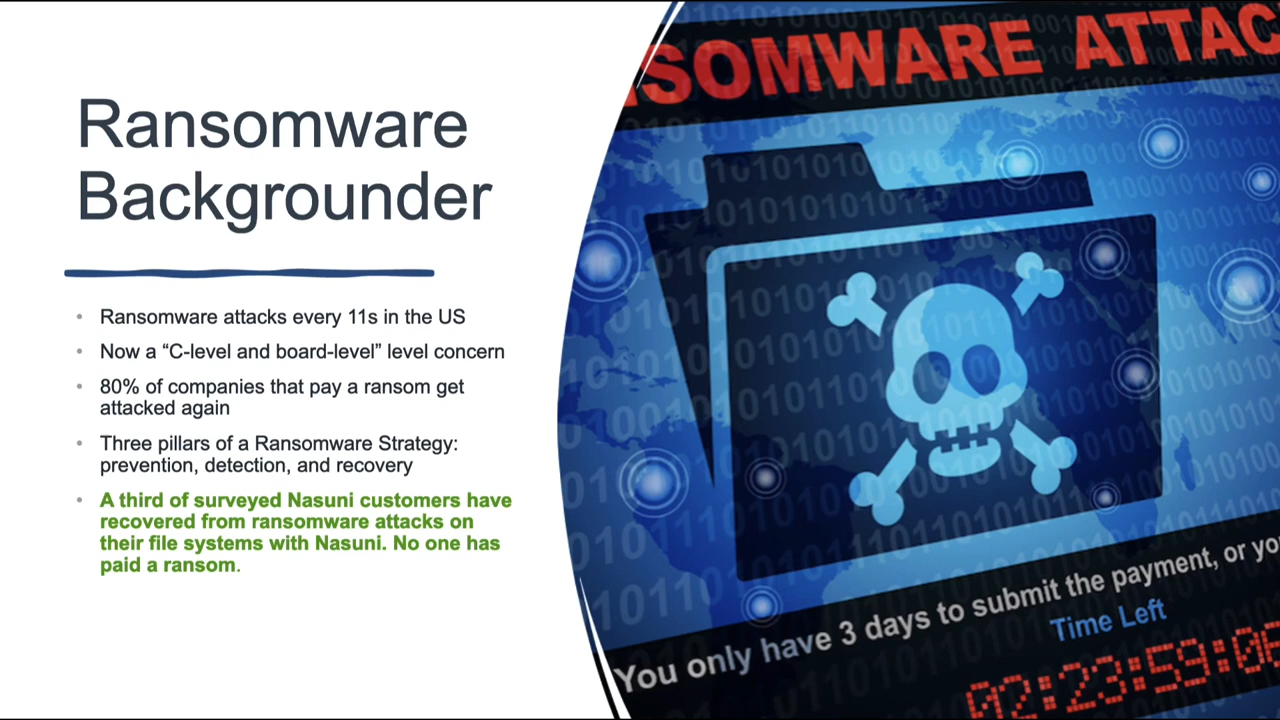 Ransomware
Backgrounder
• Ransomware attacks every 11s in the US
• Now a “C-level and board-level” level concern
• 80% of companies that pay a ransom get
attacked again
• Three pillars of a Ransomware Strategy:
prevention, detection, and recovery
• A third of surveyed Nasuni customers have
recovered from ransomware attacks on
their file systems with Nasuni. No one has
paid a ransom.
SOMWARE ATTAC
You only have 3 days to submit the payment, or yo
Time Left
02:23:59:06